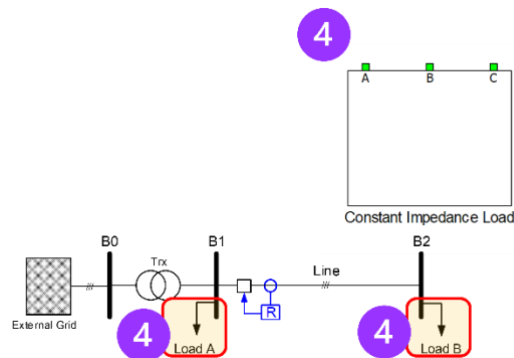 4
A B C
Constant Impedance Load
B0 Trx B1 B2
Line
R
External Grid
4 Load A 4 Load B